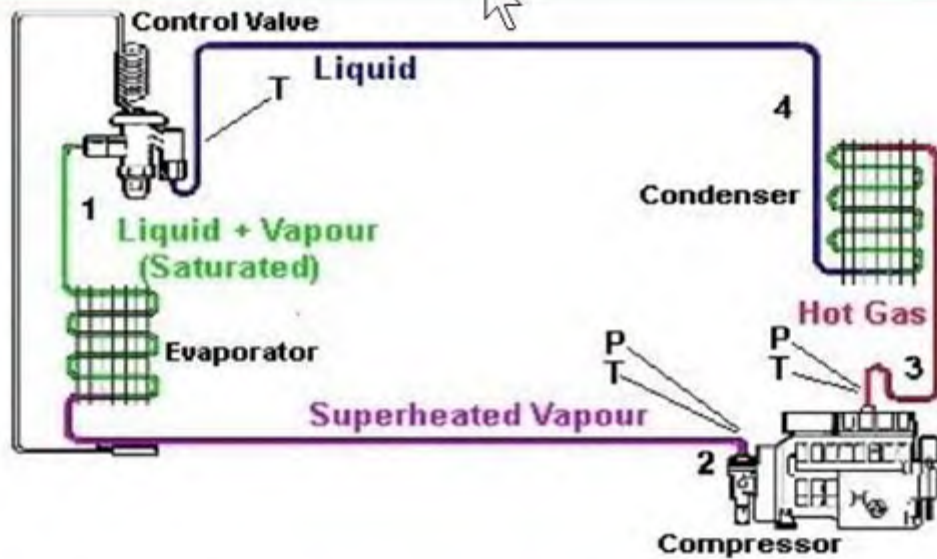 Control Valve
Liquid
T
4
Condenser
1
Liquid + Vapour
(Saturated)
Hot Gas
Evaporator
P
T
P
T
3
Superheated Vapour
2
Compressor